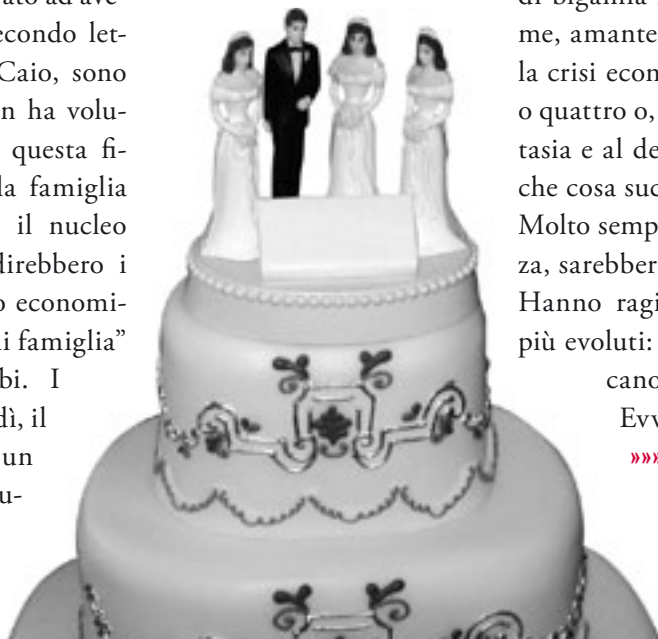 ato ad ave-
econdo let-
Caio, sono
n ha volu-
questa fi-
la famiglia
il nucleo
direbbero i
o economi-
i famiglia”
bi. I
dì, il
un
u-
di bigamia
me, amante
la crisi econ
o quattro o,
tasia e al de
che cosa suc
Molto semp
za, sarebber
Hanno ragi
più evoluti:
cano
Evv
»»»